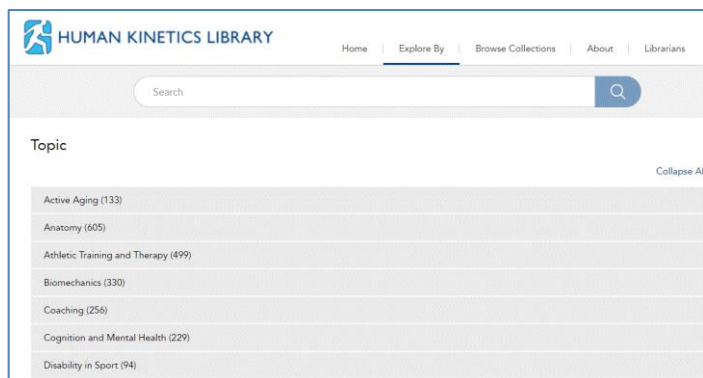 HUMAN KINETICS LIBRARY
Home Explore By Browse Collections About Librarians
Search
Topic
Collapse Al
Active Aging (133)
Anatomy (605)
Athletic Training and Therapy (499)
Biomechanics (330)
Coaching (256)
Cognition and Mental Health (229)
Disability in Sport (94)